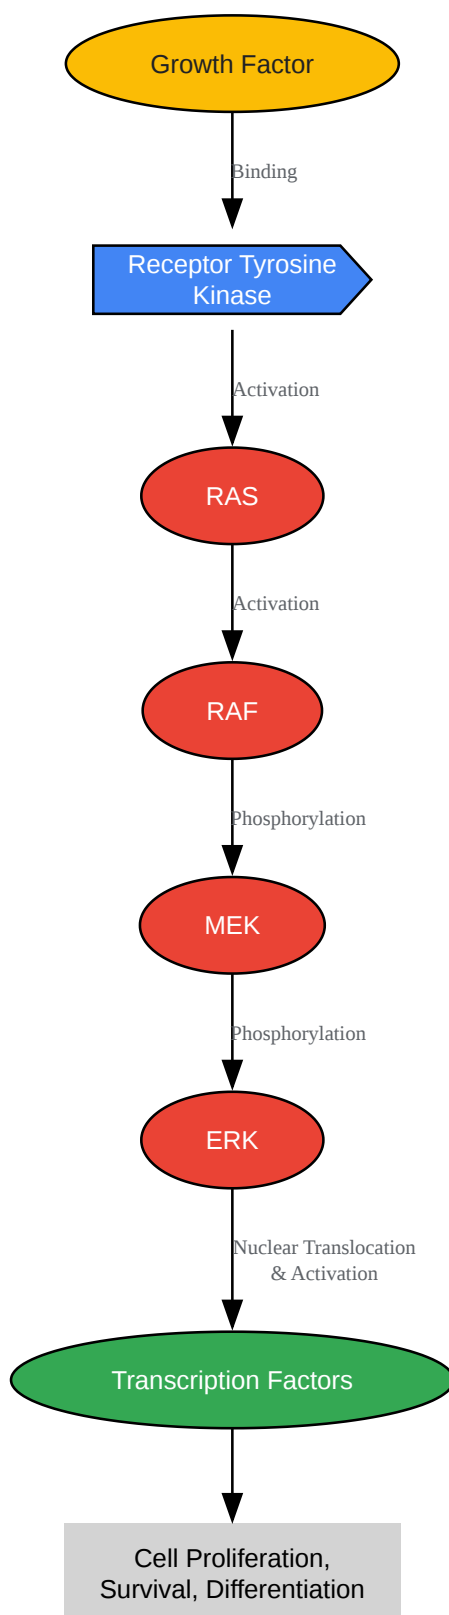 Growth Factor
Binding
Receptor Tyrosine
Kinase
Activation
RAS
Activation
RAF
Phosphorylation
MEK
Phosphorylation
ERK
Nuclear Translocation
& Activation
Transcription Factors
Cell Proliferation,
Survival, Differentiation